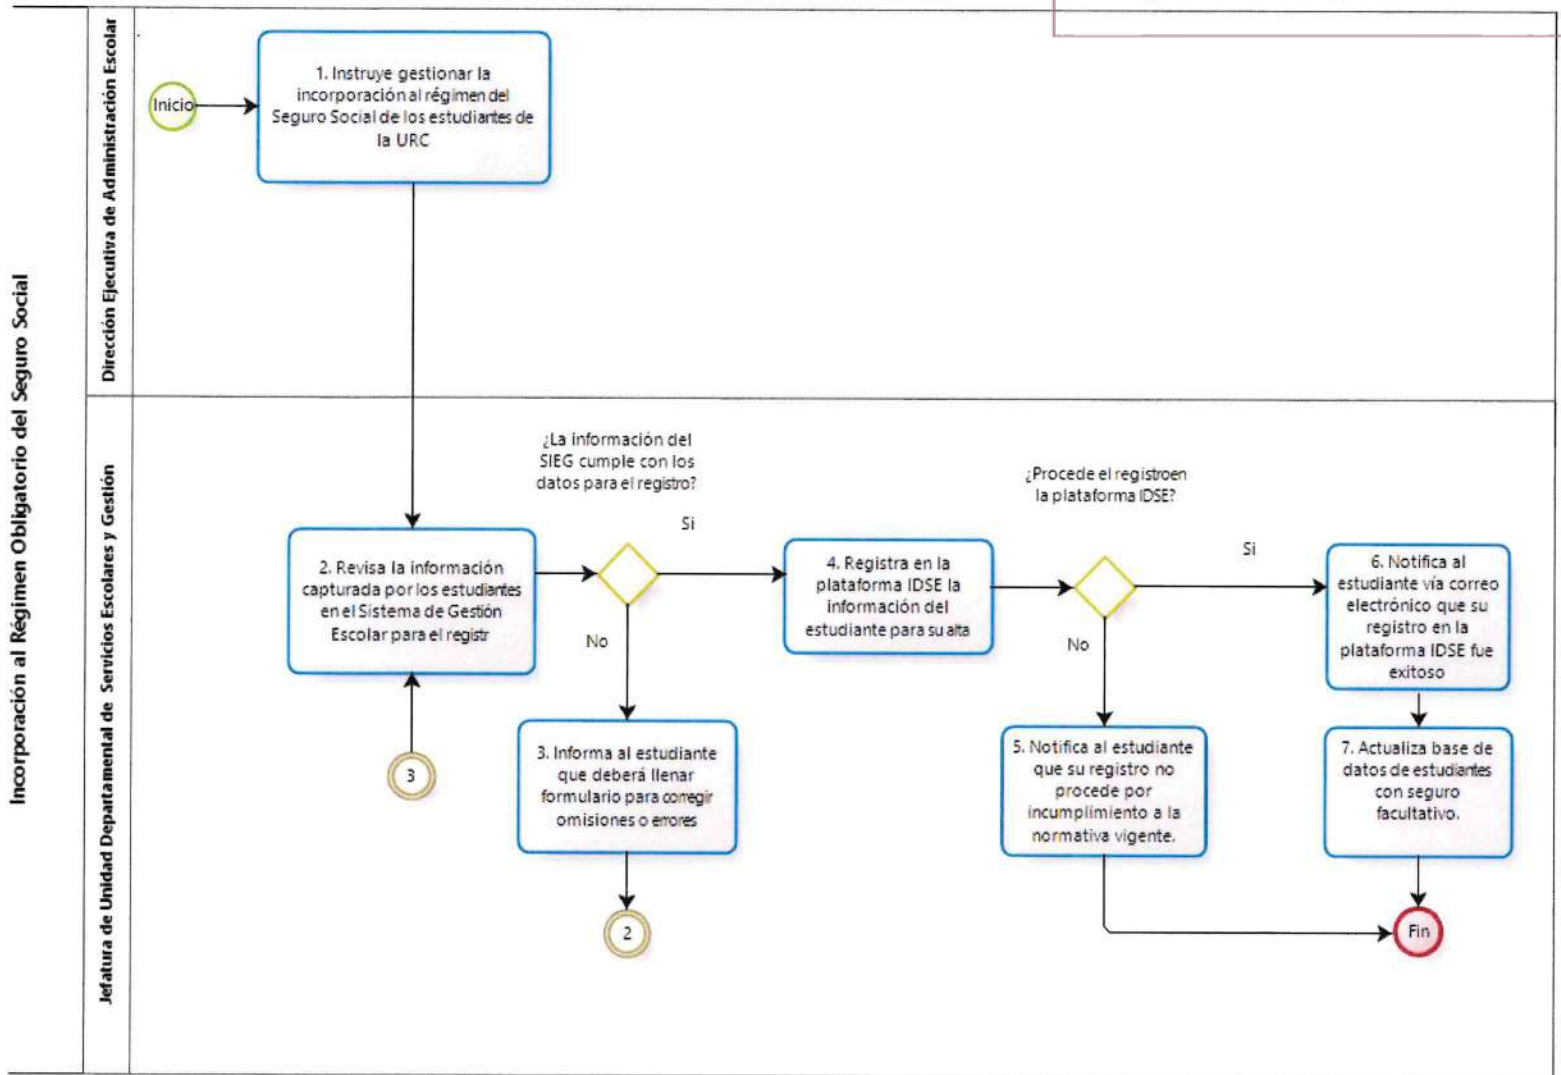 Incorporación al Régimen Obligatorio del Seguro Social
Dirección Ejecutiva de Administración Escolar
Inicio
1. Instruye gestionar la
incorporación al régimen del
Seguro Social de los estudiantes de
la URC
Jefatura de Unidad Departamental de Servicios Escolares y Gestión
¿La información del
SIEG cumple con los
datos para el registro?
Si
No
2. Revisa la información
capturada por los estudiantes
en el Sistema de Gestión
Escolar para el registr
3
3. Informa al estudiante
que deberá llenar
formulario para corregir
omisiones o errores
2
4. Registra en la
plataforma IDSE la
información del
estudiante para su alta
¿Procede el registroen
la plataforma IDSE?
Si
No
5. Notifica al estudiante
que su registro no
procede por
incumplimiento a la
normativa vigente.
6. Notifica al
estudiante vía correo
electrónico que su
registro en la
plataforma IDSE fue
exitoso
7. Actualiza base de
datos de estudiantes
con seguro
facultativo.
Fin